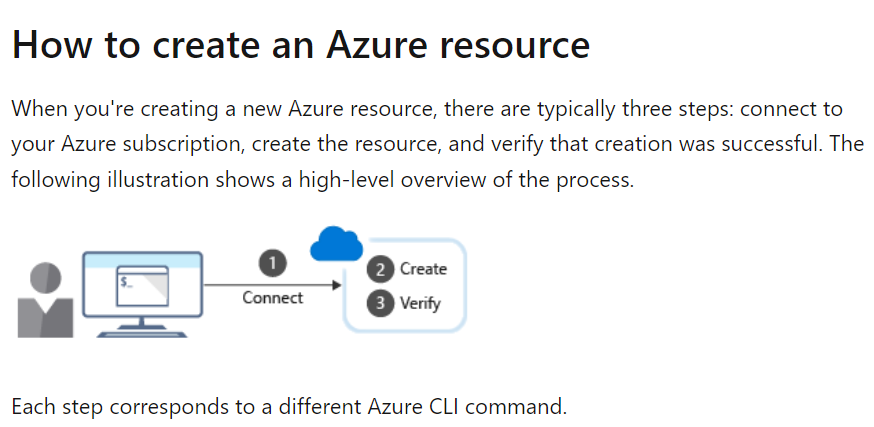 How to create an Azure resource
When you're creating a new Azure resource, there are typically three steps: connect to
your Azure subscription, create the resource, and verify that creation was successful. The
following illustration shows a high-level overview of the process.
$_
1
Connect
2 Create
3 Verify
Each step corresponds to a different Azure CLI command.